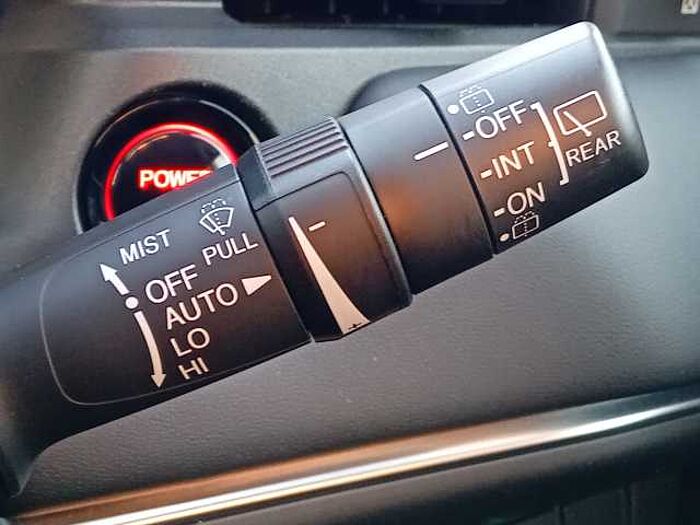 POWER
MIST
PULL
OFF
AUTO
LO
HI
-
+
OFF
INT
ON
REAR